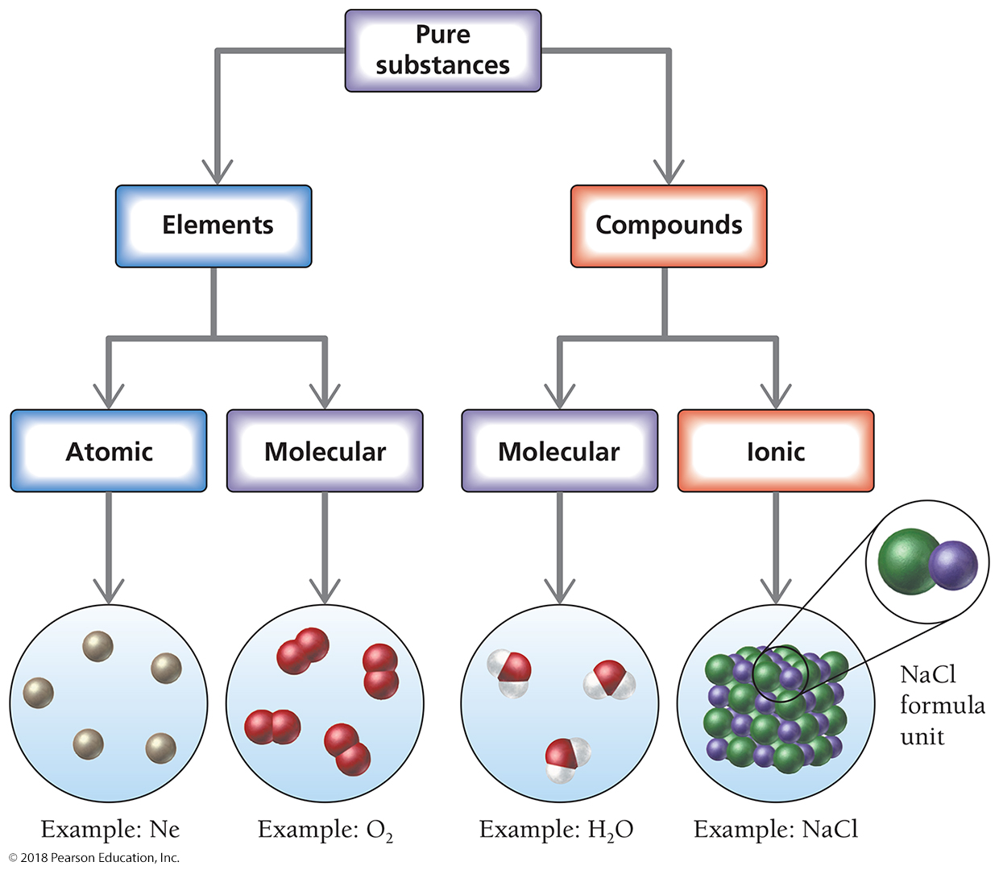 Pure
substances
Elements
Compounds
Atomic
Molecular
Molecular
Ionic
NaCl
formula
unit
Example: Ne
Example: O₂
Example: H₂O
Example: NaCl
© 2018 Pearson Education, Inc.